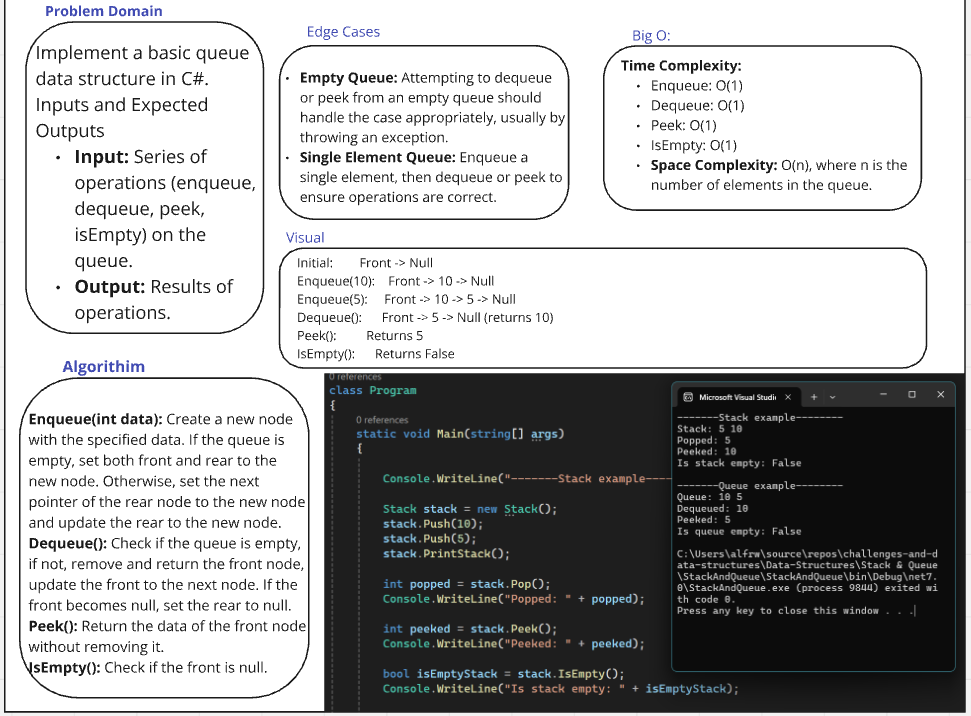 Problem Domain
Implement a basic queue
data structure in C#.
Inputs and Expected
Outputs
• Input: Series of
operations (enqueue,
dequeue, peek,
isEmpty) on the
queue.
• Output: Results of
operations.
Edge Cases
• Empty Queue: Attempting to dequeue
or peek from an empty queue should
handle the case appropriately, usually by
throwing an exception.
• Single Element Queue: Enqueue a
single element, then dequeue or peek to
ensure operations are correct.
Big O:
Time Complexity:
• Enqueue: O(1)
• Dequeue: O(1)
• Peek: O(1)
• IsEmpty: O(1)
• Space Complexity: O(n), where n is the
number of elements in the queue.
Visual
Initial: Front -> Null
Enqueue(10): Front -> 10 -> Null
Enqueue(5): Front -> 10 -> 5 -> Null
Dequeue(): Front -> 5 -> Null (returns 10)
Peek(): Returns 5
IsEmpty(): Returns False
Algorithim
Enqueue(int data): Create a new node
with the specified data. If the queue is
empty, set both front and rear to the
new node. Otherwise, set the next
pointer of the rear node to the new node
and update the rear to the new node.
Dequeue(): Check if the queue is empty,
if not, remove and return the front node,
update the front to the next node. If the
front becomes null, set the rear to null.
Peek(): Return the data of the front node
without removing it.
IsEmpty(): Check if the front is null.
0 references
class Program
{
0 references
static void Main(string[] args)
{
Console.WriteLine("-------Stack example----
Stack stack = new Stack();
stack.Push(10);
stack.Push(5);
stack.PrintStack();
int popped = stack.Pop();
Console.WriteLine("Popped: " + popped);
int peeked = stack.Peek();
Console.WriteLine("Peeked: " + peeked);
bool isEmptyStack = stack.IsEmpty();
Console.WriteLine("Is stack empty: " + isEmptyStack);
Microsoft Visual Studi
-------Stack example--------
Stack: 5 10
Popped: 5
Peeked: 10
Is stack empty: False
-------Queue example--------
Queue: 10 5
Dequeued: 10
Peeked: 5
Is queue empty: False
C:\Users\alfrw\source\repos\challenges-and-d
ata-structures\Data-Structures\Stack & Queue
\StackAndQueue\StackAndQueue\bin\Debug\net7.
0\StackAndQueue.exe (process 9844) exited wi
th code 0.
Press any key to close this window . . .